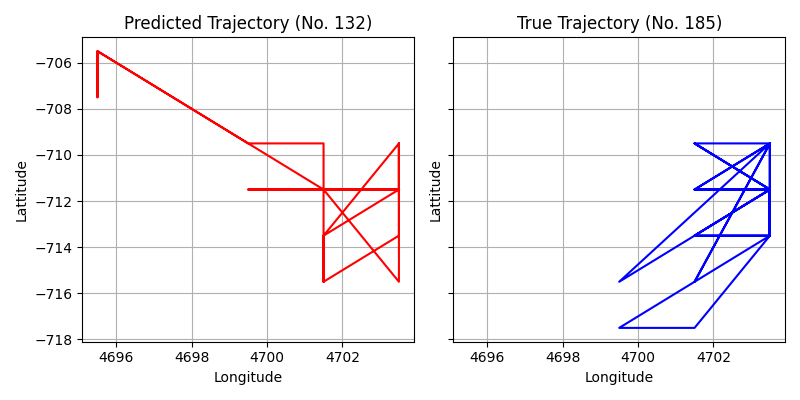 Predicted Trajectory (No. 132)
True Trajectory (No. 185)
Lattitude
−706
−708
−710
−712
−714
−716
−718
4696
4698
4700
4702
Longitude
Lattitude
4696
4698
4700
4702
Longitude